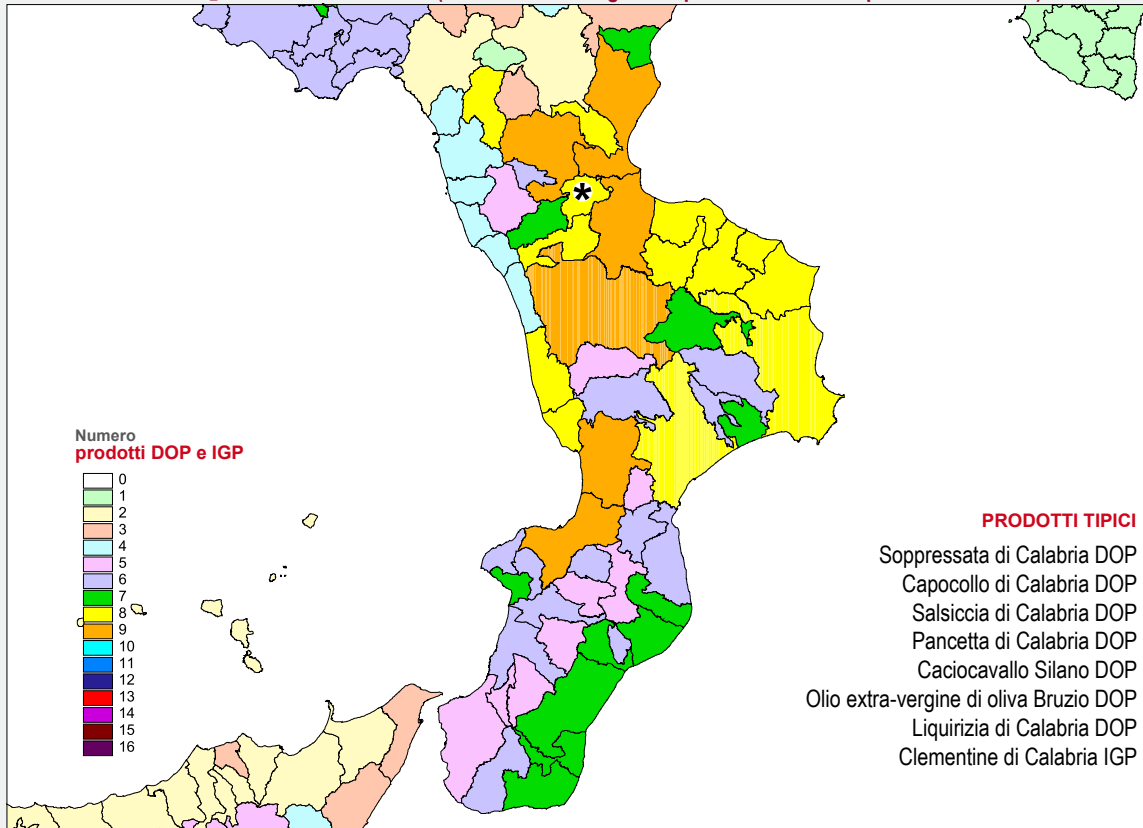 Numero
prodotti DOP e IGP
0
1
2
3
4
5
6
7
8
9
10
11
12
13
14
15
16
*
PRODOTTI TIPICI
Soppressata di Calabria DOP
Capocollo di Calabria DOP
Salsiccia di Calabria DOP
Pancetta di Calabria DOP
Caciocavallo Silano DOP
Olio extra-vergine di oliva Bruzio DOP
Liquirizia di Calabria DOP
Clementine di Calabria IGP